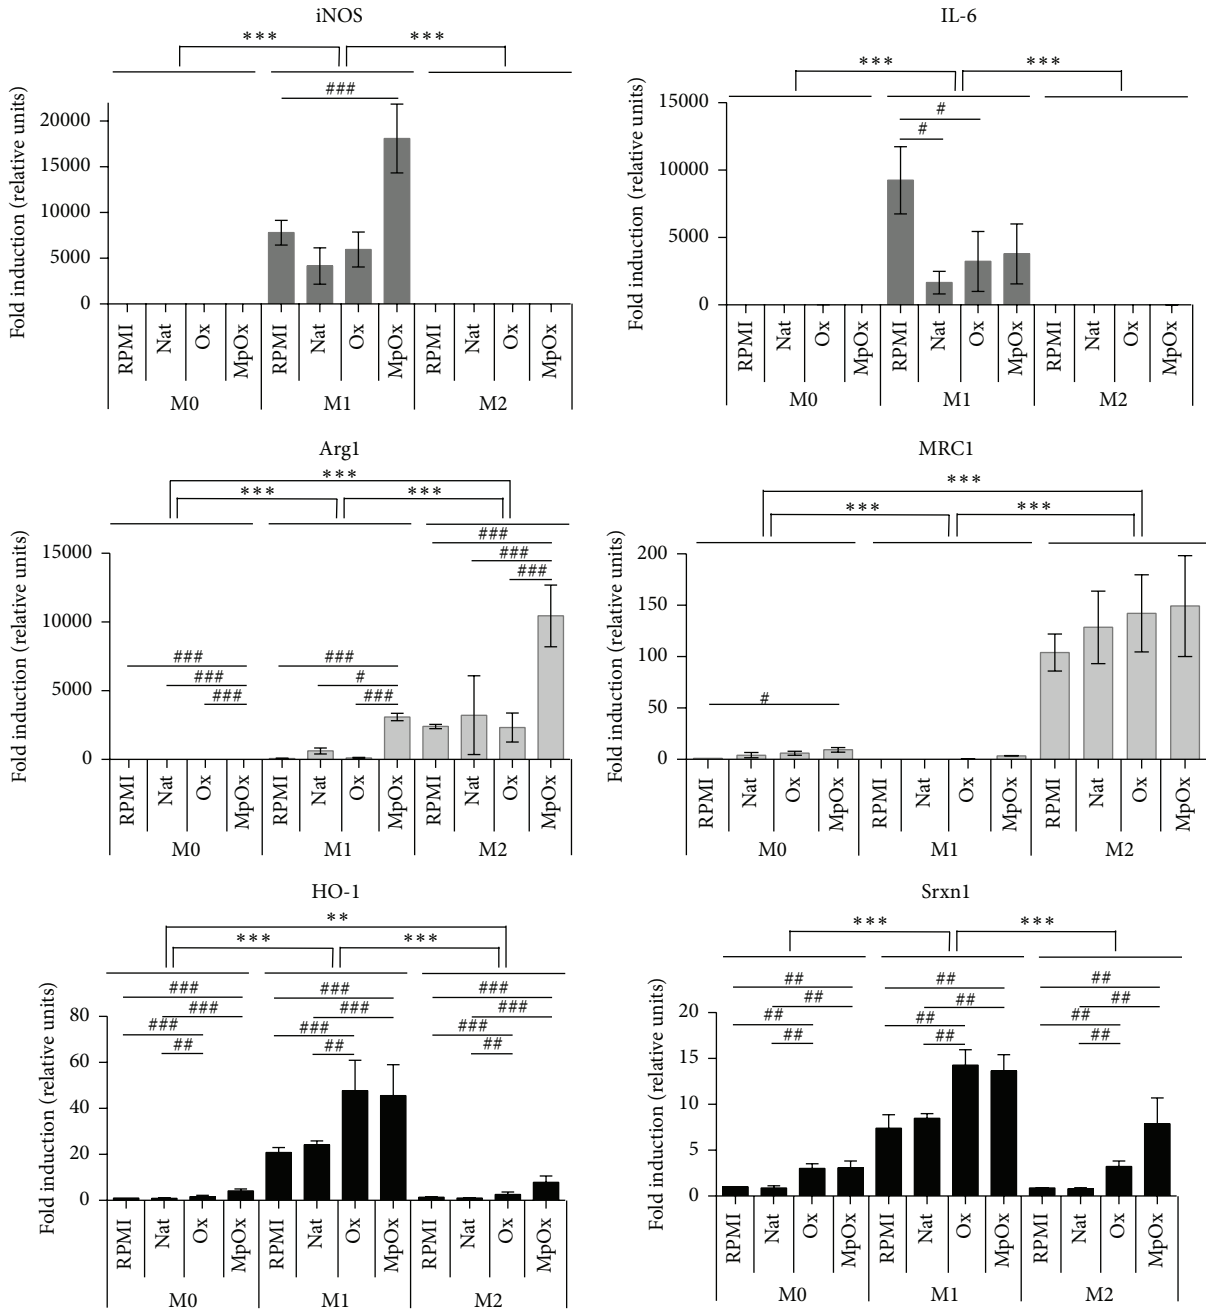 iNOS
*** ***
###
Fold induction (relative units)
20000
15000
10000
5000
0
RPMI Nat Ox MpOx RPMI Nat Ox MpOx RPMI Nat Ox MpOx
M0 M1 M2
IL-6
*** ***
#
#
Fold induction (relative units)
15000
10000
5000
0
RPMI Nat Ox MpOx RPMI Nat Ox MpOx RPMI Nat Ox MpOx
M0 M1 M2
Arg1
***
*** ***
###
###
###
### ###
### #
### ###
Fold induction (relative units)
15000
10000
5000
0
RPMI Nat Ox MpOx RPMI Nat Ox MpOx RPMI Nat Ox MpOx
M0 M1 M2
MRC1
***
*** ***
#
Fold induction (relative units)
200
150
100
50
0
RPMI Nat Ox MpOx RPMI Nat Ox MpOx RPMI Nat Ox MpOx
M0 M1 M2
HO-1
**
*** ***
### ### ###
### ### ###
### ### ###
## ## ##
Fold induction (relative units)
80
60
40
20
0
RPMI Nat Ox MpOx RPMI Nat Ox MpOx RPMI Nat Ox MpOx
M0 M1 M2
Srxn1
*** ***
## ## ##
## ## ##
## ## ##
## ## ##
Fold induction (relative units)
20
15
10
5
0
RPMI Nat Ox MpOx RPMI Nat Ox MpOx RPMI Nat Ox MpOx
M0 M1 M2